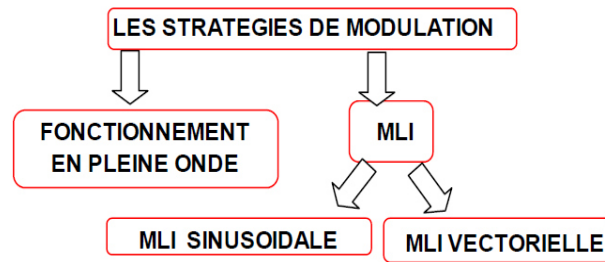 LES STRATEGIES DE MODULATION
FONCTIONNEMENT
EN PLEINE ONDE
MLI
MLI SINUSOIDALE
MLI VECTORIELLE